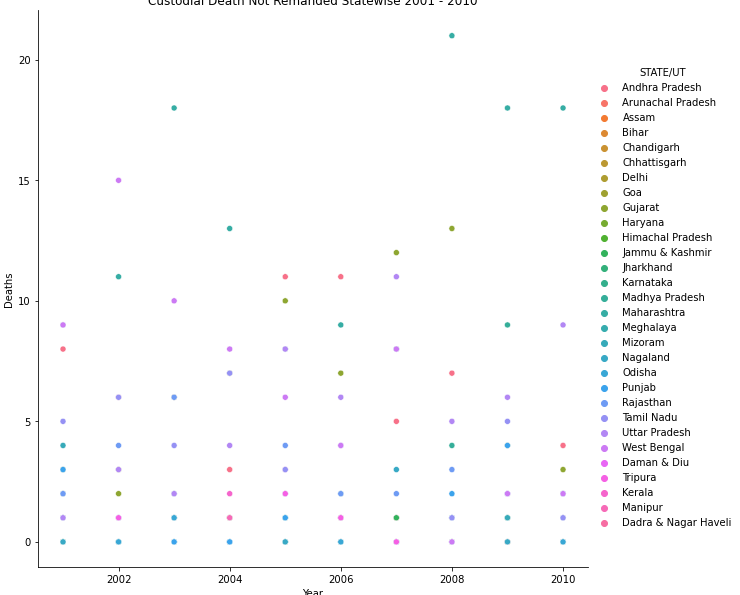 Custodial Death Not Remanded Statewise 2001 - 2010
20
15
10
5
0
Deaths
2002
2004
2006
2008
2010
Year
STATE/UT
Andhra Pradesh
Arunachal Pradesh
Assam
Bihar
Chandigarh
Chhattisgarh
Delhi
Goa
Gujarat
Haryana
Himachal Pradesh
Jammu & Kashmir
Jharkhand
Karnataka
Madhya Pradesh
Maharashtra
Meghalaya
Mizoram
Nagaland
Odisha
Punjab
Rajasthan
Tamil Nadu
Uttar Pradesh
West Bengal
Daman & Diu
Tripura
Kerala
Manipur
Dadra & Nagar Haveli